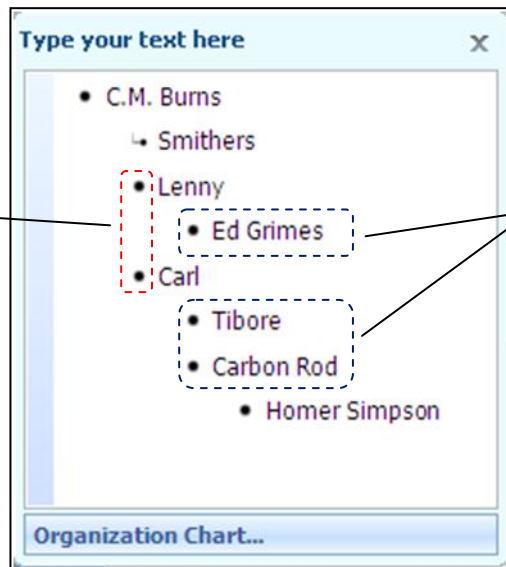 Type your text here
C.M. Burns
Smithers
Lenny
Ed Grimes
Carl
Tibore
Carbon Rod
Homer Simpson
Organization Chart...